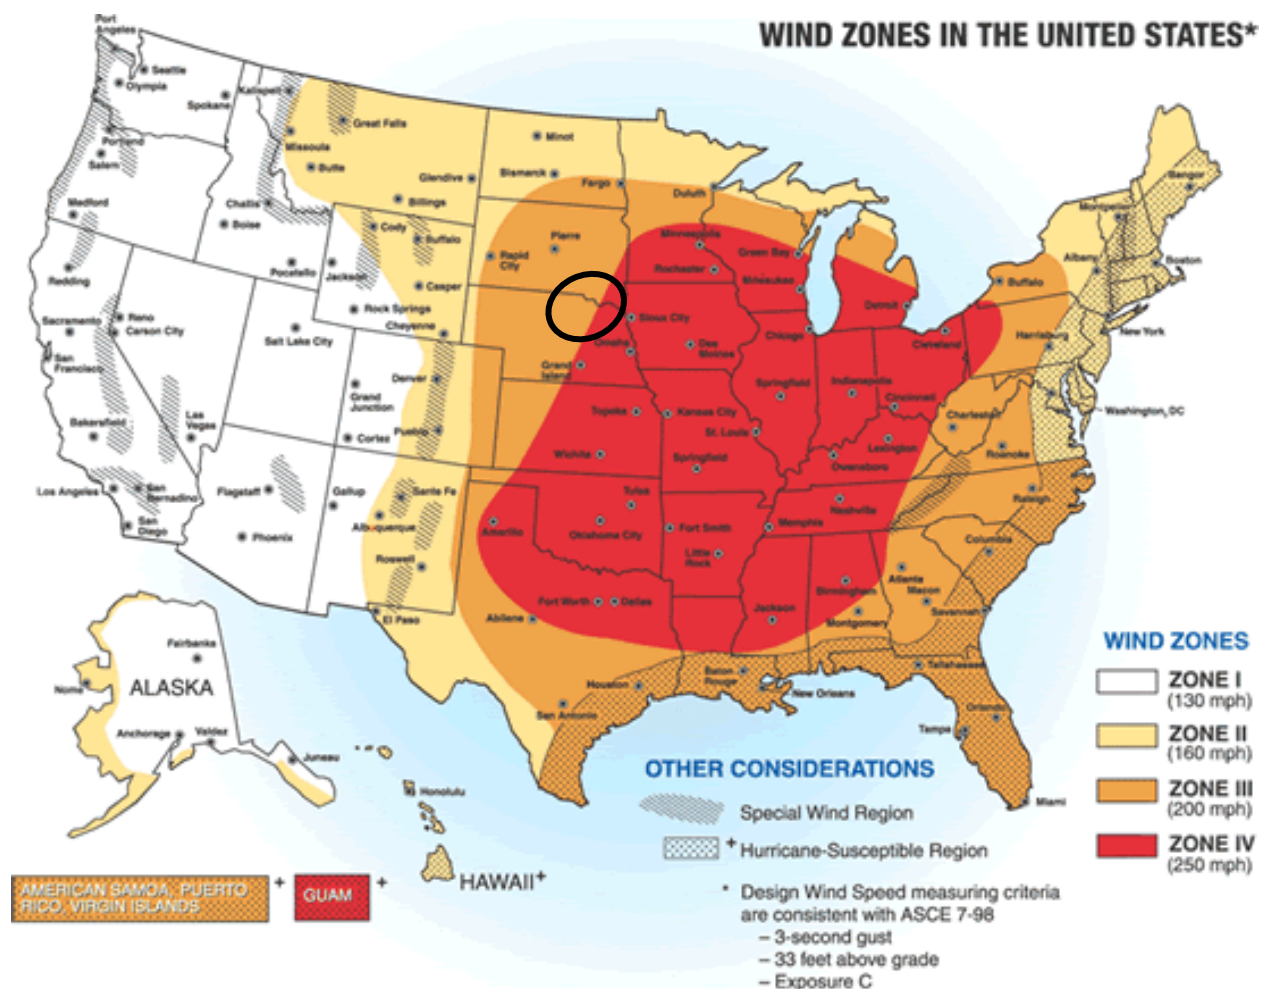 WIND ZONES IN THE UNITED STATES*
Port
Angeles
Seattle
Olympia
Spokane
Kalispell
Great Falls
Missoula
Butte
Glendive
Billings
Minot
Bismarck
Fargo
Duluth
Portland
Salem
Medford
Challis
Boise
Cody
Buffalo
Pierre
Rapid
City
Minneapolis
Green Bay
Rochester
Milwaukee
Bangor
Montpelier
Albany
Boston
Buffalo
Redding
Pocatello
Jackson
Casper
Rock Springs
Cheyenne
Sioux City
Des
Moines
Omaha
Grand
Island
Chicago
Detroit
Cleveland
Harrisburg
New York
Sacramento
Reno
Carson City
Salt Lake City
San
Francisco
Denver
Grand
Junction
Pueblo
Cortez
Springfield
Indianapolis
Cincinnati
Charleston
Washington, DC
Topeka
Kansas City
St. Louis
Lexington
Roanoke
Bakersfield
Las
Vegas
Wichita
Springfield
Owensboro
Los Angeles
San
Bernadino
San
Diego
Flagstaff
Gallup
Santa Fe
Albuquerque
Phoenix
Roswell
El Paso
Tulsa
Amarillo
Oklahoma City
Fort Smith
Little
Rock
Memphis
Nashville
Raleigh
Columbia
Atlanta
Macon
Birmingham
Savannah
Montgomery
Jackson
Fort Worth
Dallas
Abilene
Houston
San Antonio
Baton
Rouge
New Orleans
Tallahassee
Orlando
Tampa
Miami
Fairbanks
Nome
ALASKA
Anchorage
Valdez
Juneau
Honolulu
HAWAII+
WIND ZONES
ZONE I
(130 mph)
ZONE II
(160 mph)
ZONE III
(200 mph)
ZONE IV
(250 mph)
OTHER CONSIDERATIONS
Special Wind Region
+ Hurricane-Susceptible Region
AMERICAN SAMOA, PUERTO
RICO, VIRGIN ISLANDS
+
GUAM
+
* Design Wind Speed measuring criteria
are consistent with ASCE 7-98
– 3-second gust
– 33 feet above grade
– Exposure C